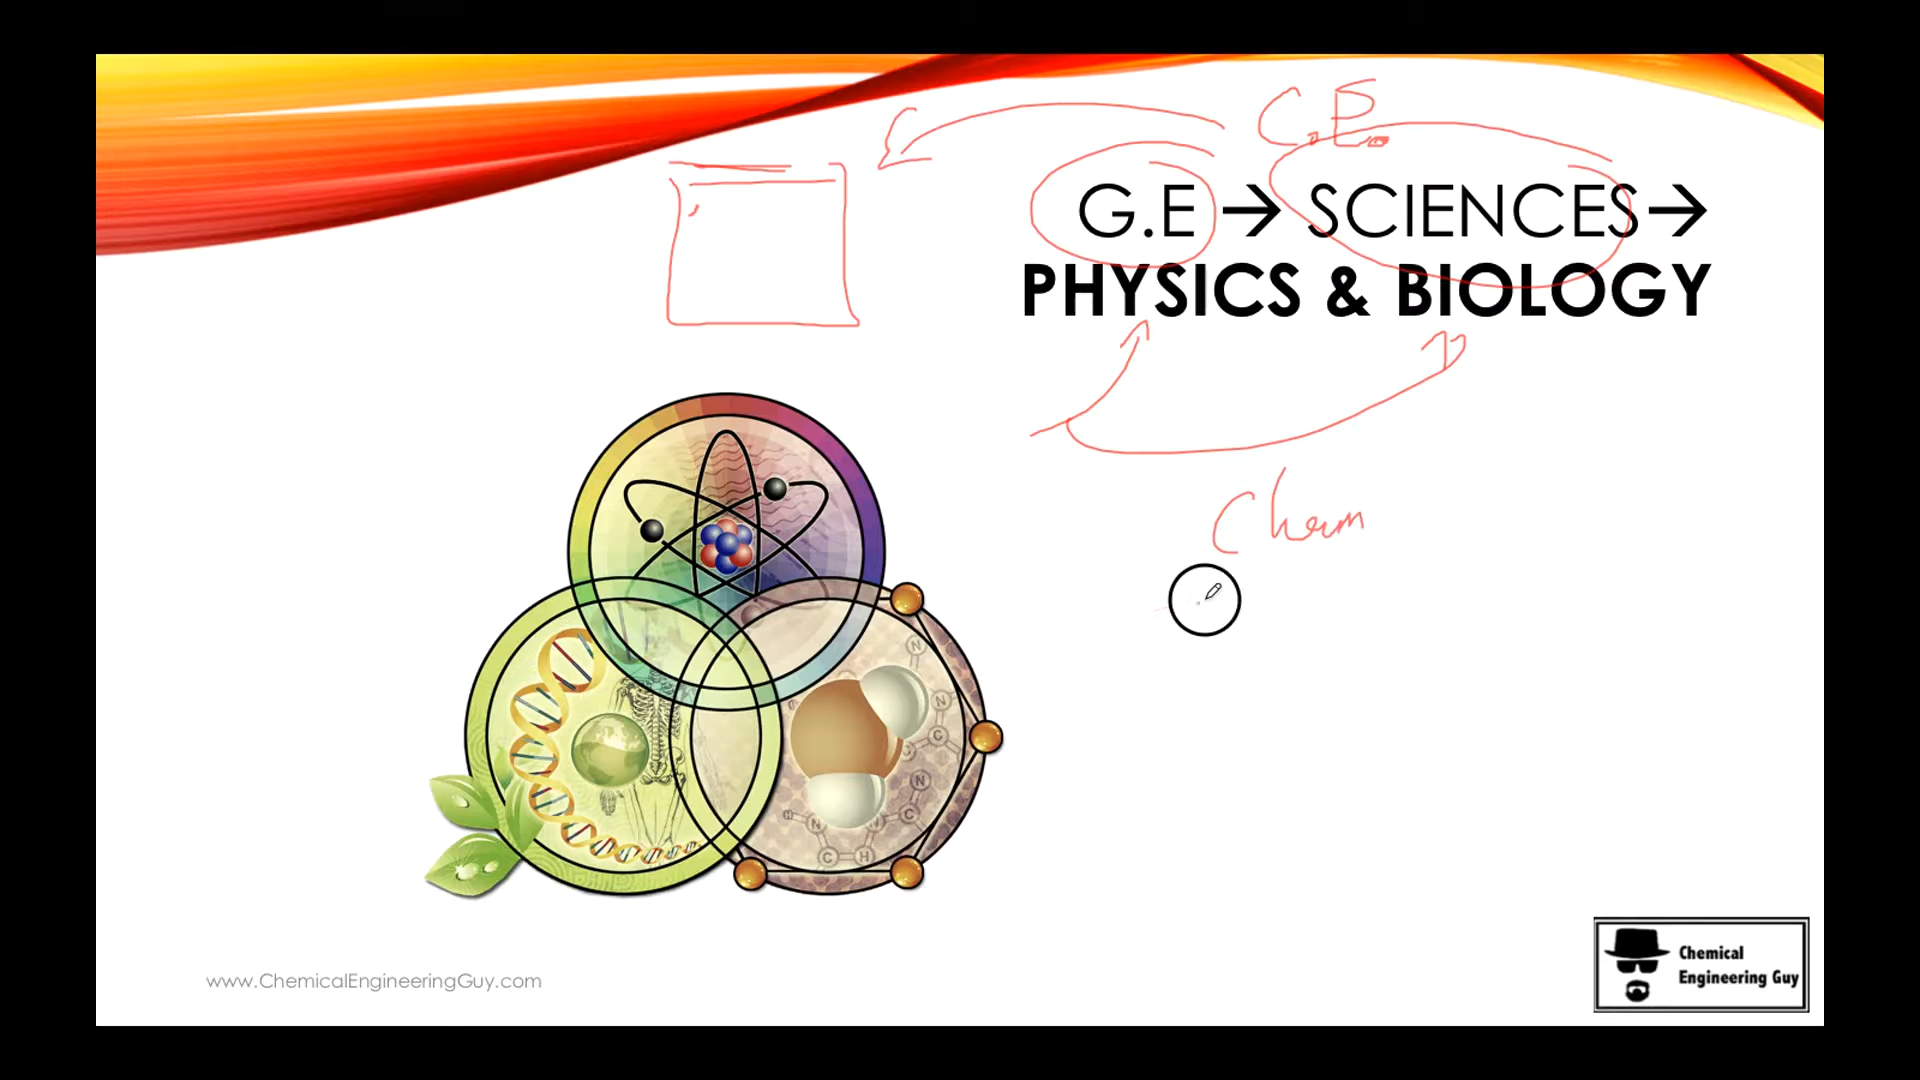 C.E.
G.E → SCIENCES →
PHYSICS & BIOLOGY
Chem
N
N
C
C
N
C
H
N
N
C
H
www.ChemicalEngineeringGuy.com
Chemical
Engineering Guy